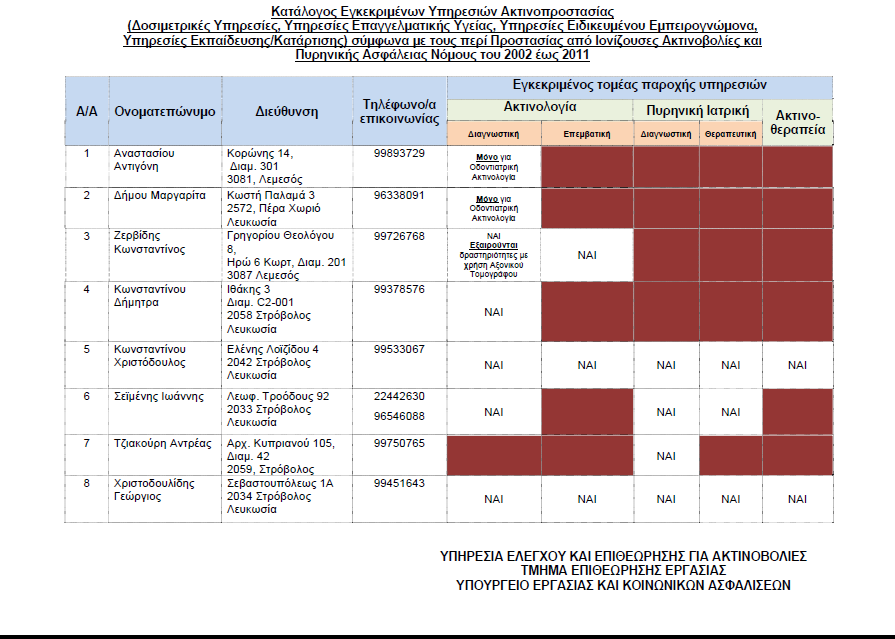 Κατάλογος Εγκεκριμένων Υπηρεσιών Ακτινοπροστασίας
(Δοσιμετρικές Υπηρεσίες, Υπηρεσίες Επαγγελματικής Υγείας, Υπηρεσίες Ειδικευμένου Εμπειρογνώμονα,
Υπηρεσίες Εκπαίδευσης/Κατάρτισης) σύμφωνα με τους περί Προστασίας από Ιονίζουσες Ακτινοβολίες και
Πυρηνικής Ασφάλειας Νόμους του 2002 έως 2011
Α/Α
Ονοματεπώνυμο
Διεύθυνση
Τηλέφωνο/α
επικοινωνίας
Εγκεκριμένος τομέας παροχής υπηρεσιών
Ακτινολογία
Πυρηνική Ιατρική
Ακτινο-
θεραπεία
Διαγνωστική
Επεμβατική
Διαγνωστική
Θεραπευτική
1
Αναστασίου
Αντιγόνη
Κορώνης 14,
Διαμ. 301
3081, Λεμεσός
99893729
Μόνο για
Οδοντιατρική
Ακτινολογία
2
Δήμου Μαργαρίτα
Κωστή Παλαμά 3
2572, Πέρα Χωριό
Λευκωσία
96338091
Μόνο για
Οδοντιατρική
Ακτινολογία
3
Ζερβίδης
Κωνσταντίνος
Γρηγορίου Θεολόγου
8,
Ηρώ 6 Κωρτ, Διαμ. 201
3087 Λεμεσός
99726768
ΝΑΙ
Εξαιρούνται
δραστηριότητες με
χρήση Αξονικού
Τομογράφου
ΝΑΙ
4
Κωνσταντίνου
Δήμητρα
Ιθάκης 3
Διαμ. C2-001
2058 Στρόβολος
Λευκωσία
99378576
ΝΑΙ
5
Κωνσταντίνου
Χριστόδουλος
Ελένης Λοϊζίδου 4
2042 Στρόβολος
Λευκωσία
99533067
ΝΑΙ
ΝΑΙ
ΝΑΙ
ΝΑΙ
ΝΑΙ
6
Σεϊμένης Ιωάννης
Λεωφ. Τροόδους 92
2033 Στρόβολος
Λευκωσία
22442630
96546088
ΝΑΙ
ΝΑΙ
ΝΑΙ
7
Τζιακούρη Αντρέας
Αρχ. Κυπριανού 105,
Διαμ. 42
2059, Στρόβολος
99750765
ΝΑΙ
8
Χριστοδουλίδης
Γεώργιος
Σεβαστουπόλεως 1Α
2034 Στρόβολος
Λευκωσία
99451643
ΝΑΙ
ΝΑΙ
ΝΑΙ
ΝΑΙ
ΝΑΙ
ΥΠΗΡΕΣΙΑ ΕΛΕΓΧΟΥ ΚΑΙ ΕΠΙΘΕΩΡΗΣΗΣ ΓΙΑ ΑΚΤΙΝΟΒΟΛΙΕΣ
ΤΜΗΜΑ ΕΠΙΘΕΩΡΗΣΗΣ ΕΡΓΑΣΙΑΣ
ΥΠΟΥΡΓΕΙΟ ΕΡΓΑΣΙΑΣ ΚΑΙ ΚΟΙΝΩΝΙΚΩΝ ΑΣΦΑΛΙΣΕΩΝ